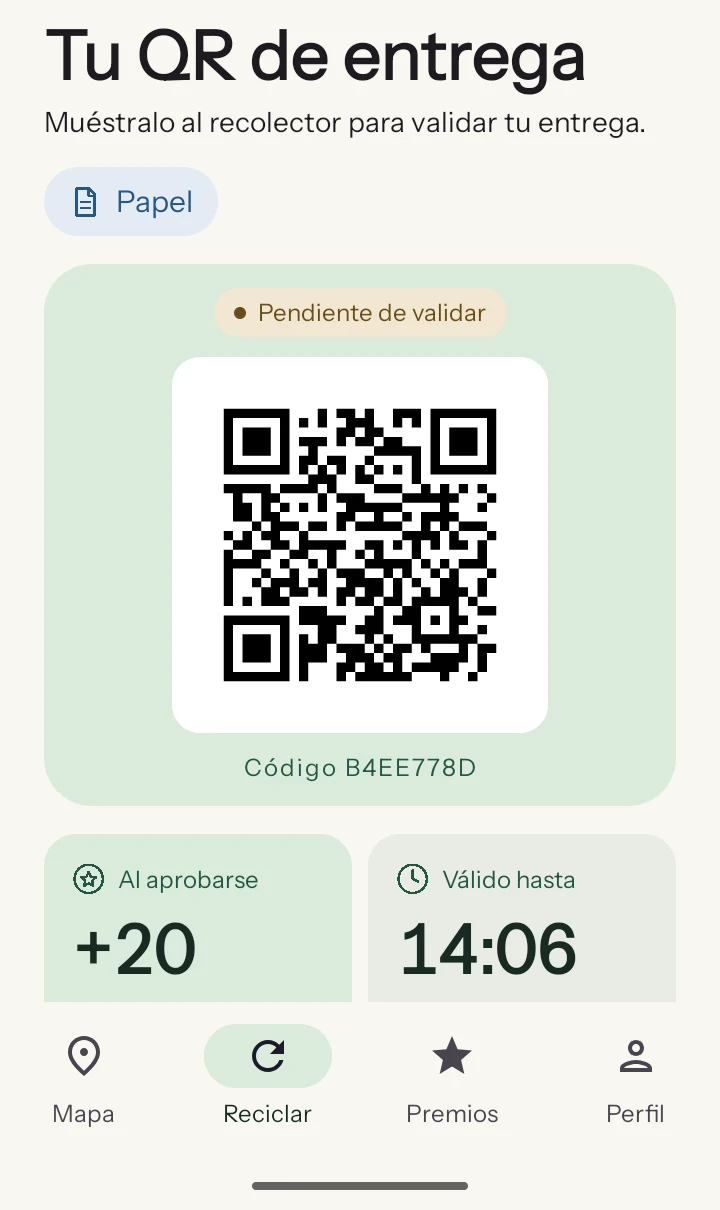 Tu QR de entrega
Muéstralo al recolector para validar tu entrega.
Papel
Pendiente de validar
Código B4EE778D
Al aprobarse
+20
Válido hasta
14:06
Mapa
Reciclar
Premios
Perfil